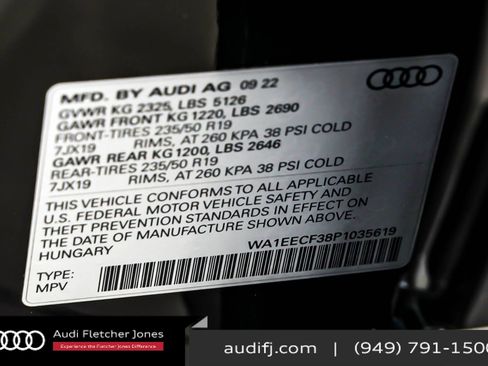 MFD. BY AUDI AG 09 22
GVWR KG 2325, LBS 5126
GAWR FRONT KG 1220, LBS 2690
FRONT-TIRES 235/50 R19
7JX19 RIMS, AT 260 KPA 38 PSI COLD
GAWR REAR KG1200, LBS 2646
REAR-TIRES 235/50 R19
7JX19 RIMS, AT 260 KPA 38 PSI COLD
THIS VEHICLE CONFORMS TO ALL APPLICABLE
U.S. FEDERAL MOTOR VEHICLE SAFETY AND
THEFT PREVENTION STANDARDS IN EFFECT ON
THE DATE OF MANUFACTURE SHOWN ABOVE.
HUNGARY WA1EECF38P1035619
TYPE:
MPV
Audi Fletcher Jones
Experience the Fletcher Jones Difference.
audifj.com | (949) 791-1500